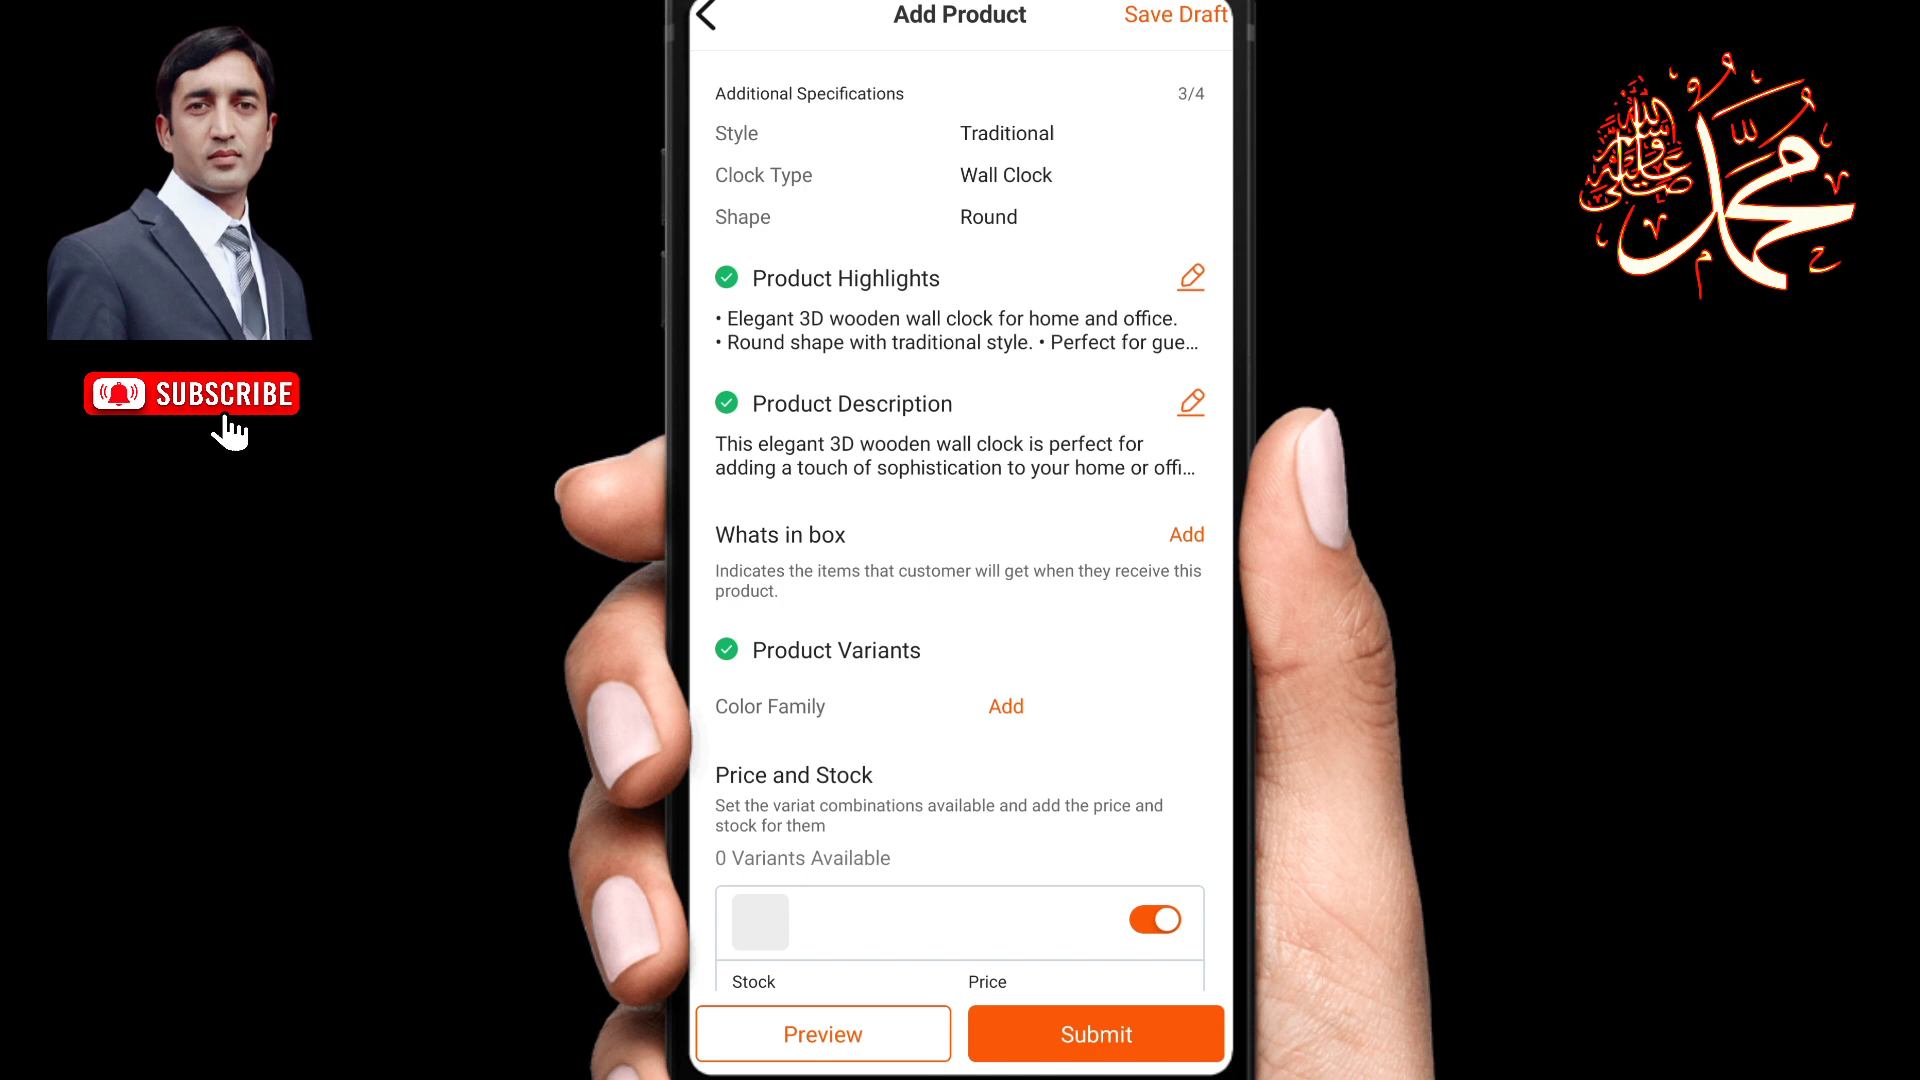 Add Product
Save Draft
Additional Specifications
3/4
Style
Traditional
Clock Type
Wall Clock
Shape
Round
Product Highlights
• Elegant 3D wooden wall clock for home and office.
• Round shape with traditional style. • Perfect for gue...
Product Description
This elegant 3D wooden wall clock is perfect for
adding a touch of sophistication to your home or offi...
Whats in box
Add
Indicates the items that customer will get when they receive this
product.
Product Variants
Color Family
Add
Price and Stock
Set the variat combinations available and add the price and
stock for them
0 Variants Available
Stock
Price
Preview
Submit
SUBSCRIBE
محمد
صلى الله عليه وسلم